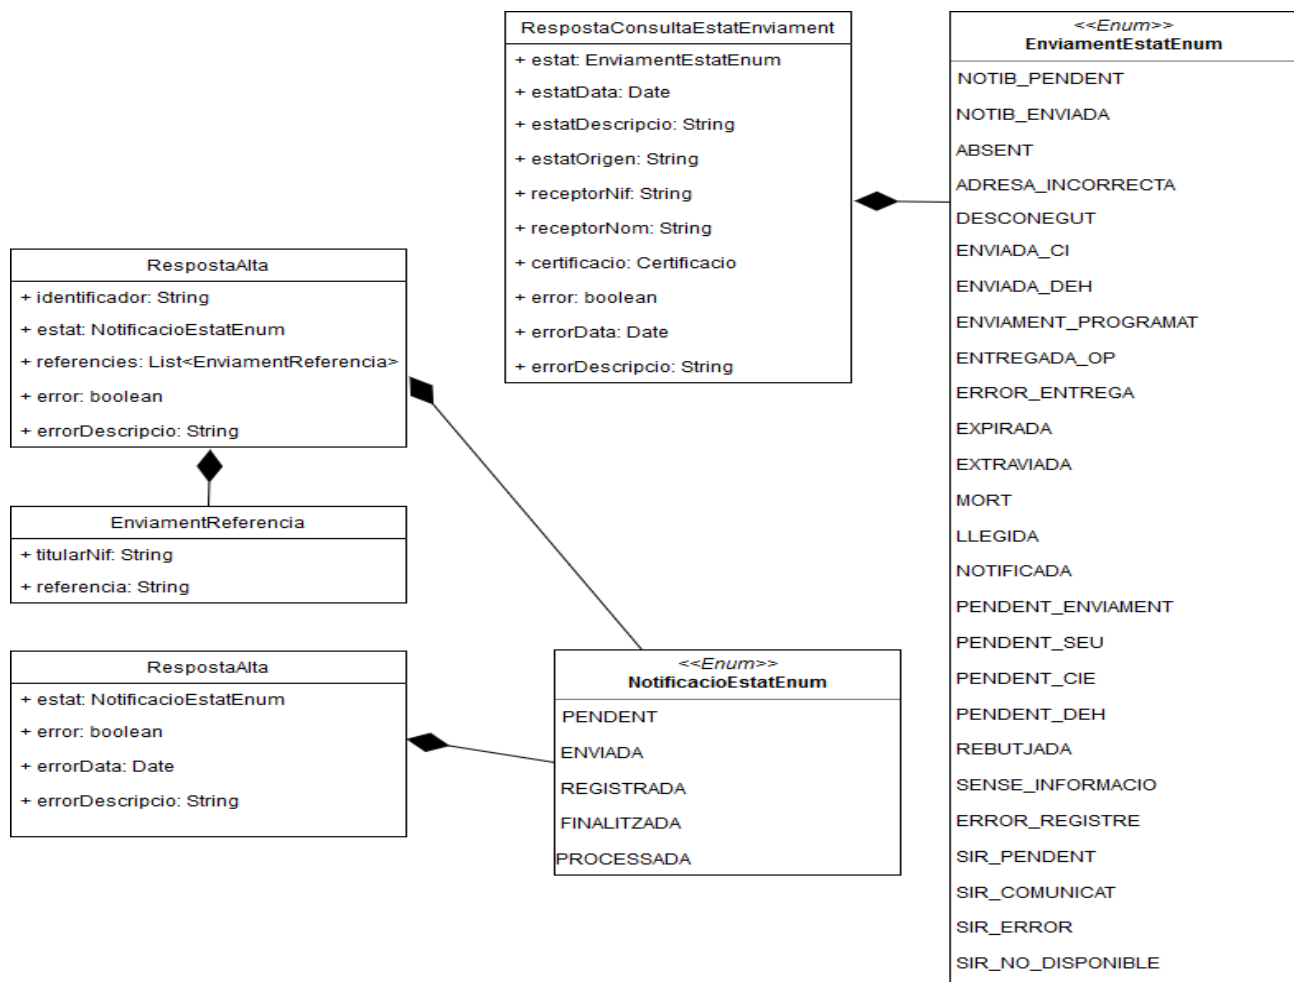 RespostaConsultaEstatEnviament
+ estat: EnviamentEstatEnum
+ estatData: Date
+ estatDescripcio: String
+ estatOrigen: String
+ receptorNif: String
+ receptorNom: String
+ certificacio: Certificacio
+ error: boolean
+ errorData: Date
+ errorDescripcio: String
<<Enum>>
EnviamentEstatEnum
NOTIB_PENDENT
NOTIB_ENVIADA
ABSENT
ADRESA_INCORRECTA
DESCONEGUT
ENVIADA_CI
ENVIADA_DEH
ENVIAMENT_PROGRAMAT
ENTREGADA_OP
ERROR_ENTREGA
EXPIRADA
EXTRAVIADA
MORT
LLEGIDA
NOTIFICADA
PENDENT_ENVIAMENT
PENDENT_SEU
PENDENT_CIE
PENDENT_DEH
REBUTJADA
SENSE_INFORMACIO
ERROR_REGISTRE
SIR_PENDENT
SIR_COMUNICAT
SIR_ERROR
SIR_NO_DISPONIBLE
RespostaAlta
+ identificador: String
+ estat: NotificacioEstatEnum
+ referencies: List<EnviamentReferencia>
+ error: boolean
+ errorDescripcio: String
EnviamentReferencia
+ titularNif: String
+ referencia: String
RespostaAlta
+ estat: NotificacioEstatEnum
+ error: boolean
+ errorData: Date
+ errorDescripcio: String
<<Enum>>
NotificacioEstatEnum
PENDENT
ENVIADA
REGISTRADA
FINALITZADA
PROCESSADA